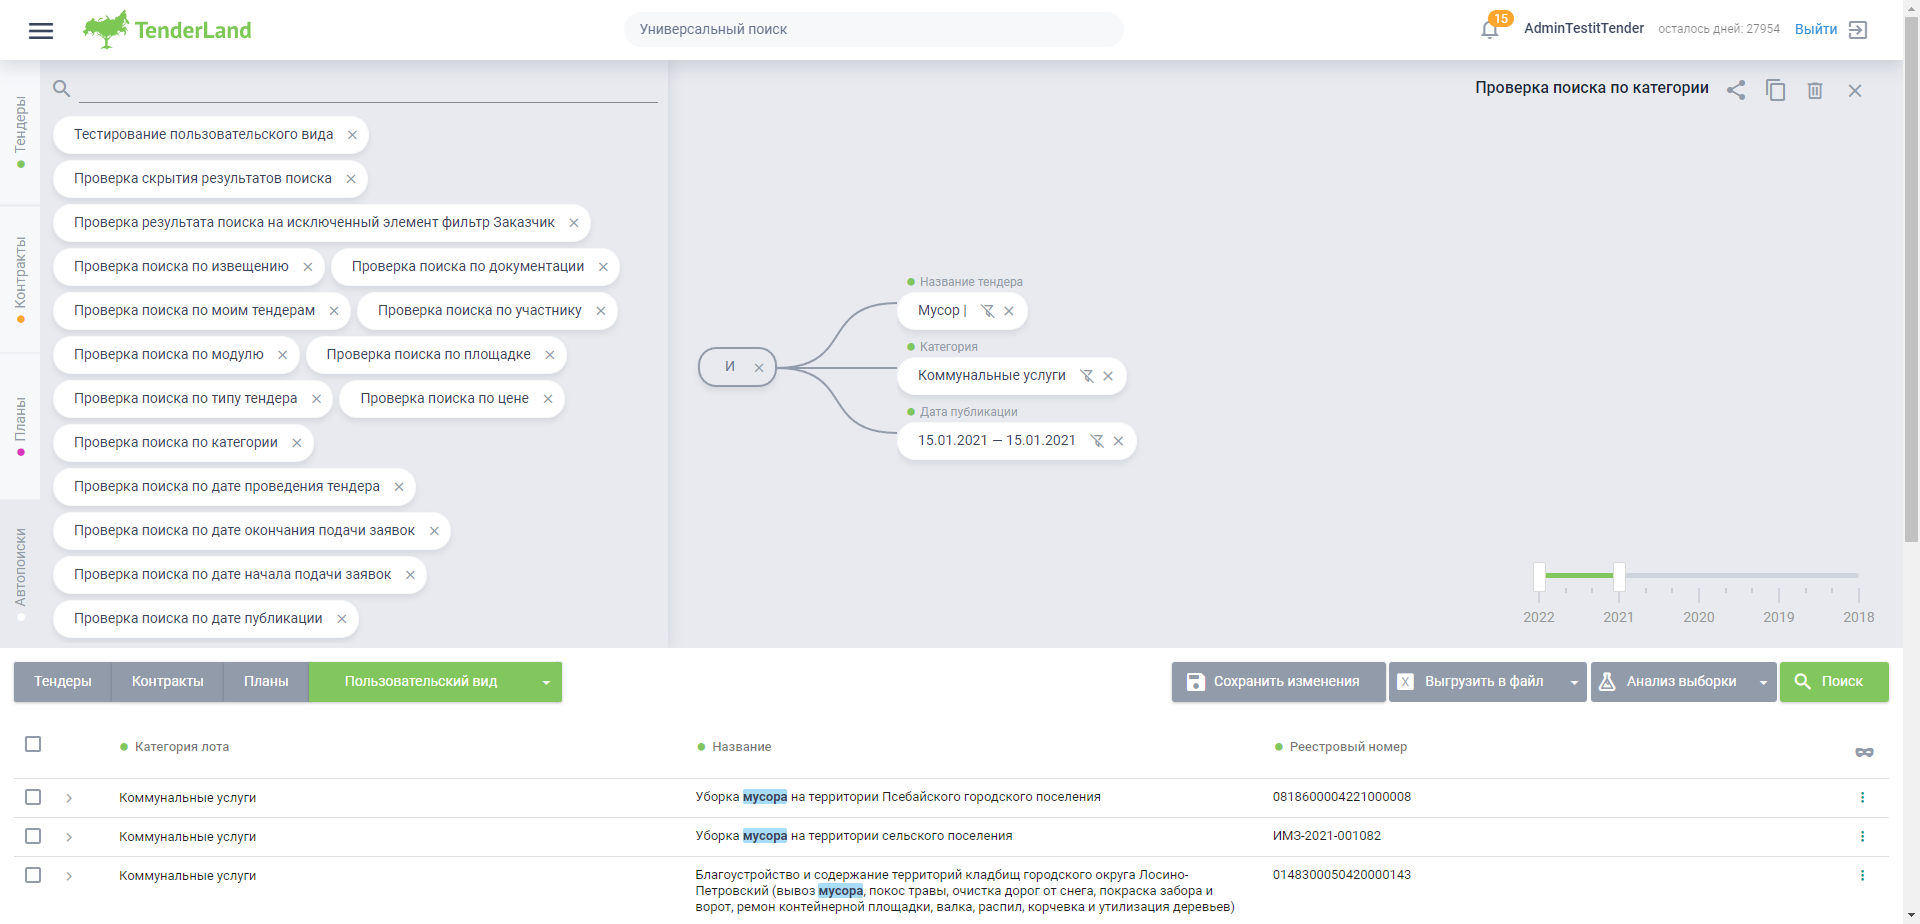 TenderLand
Универсальный поиск
15
AdminTestitTender
осталось дней: 27954
Выйти
Тендеры
Контракты
Планы
Автопоиски
Тестирование пользовательского вида
Проверка скрытия результатов поиска
Проверка результата поиска на исключенный элемент фильтр Заказчик
Проверка поиска по извещению
Проверка поиска по документации
Проверка поиска по моим тендерам
Проверка поиска по участнику
Проверка поиска по модулю
Проверка поиска по площадке
Проверка поиска по типу тендера
Проверка поиска по цене
Проверка поиска по категории
Проверка поиска по дате проведения тендера
Проверка поиска по дате окончания подачи заявок
Проверка поиска по дате начала подачи заявок
Проверка поиска по дате публикации
Проверка поиска по категории
И
Название тендера
Мусор |
Категория
Коммунальные услуги
Дата публикации
15.01.2021 — 15.01.2021
2022 2021 2020 2019 2018
Тендеры
Контракты
Планы
Пользовательский вид
Сохранить изменения
X Выгрузить в файл
Анализ выборки
Поиск
Категория лота
Название
Реестровый номер
Коммунальные услуги
Уборка мусора на территории Псебайского городского поселения
0818600004221000008
Коммунальные услуги
Уборка мусора на территории сельского поселения
ИМЗ-2021-001082
Коммунальные услуги
Благоустройство и содержание территорий кладбищ городского округа Лосино-
Петровский (вывоз мусора, покос травы, очистка дорог от снега, покраска забора и
ворот, ремон контейнерной площадки, валка, распил, корчевка и утилизация деревьев)
0148300050420000143